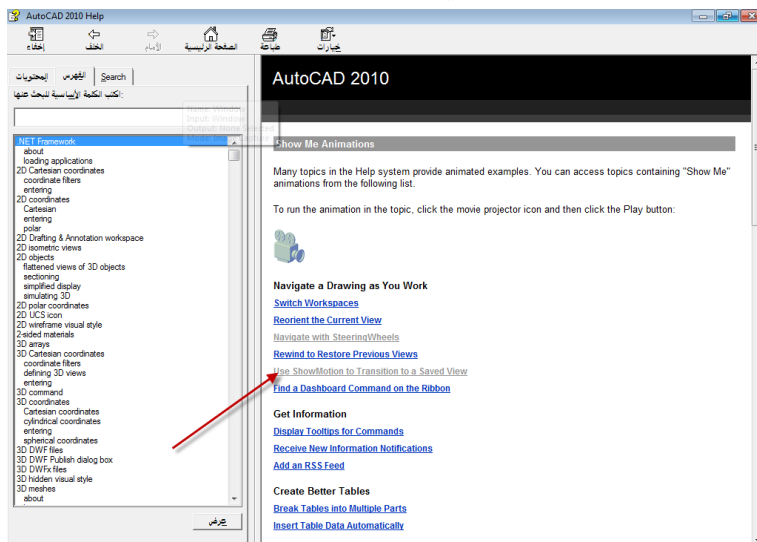 AutoCAD 2010 Help
إخفاء
الخلف
الأمام
الصفحة الرئيسية
طباعة
خيارات
المحتويات
الفهرس
Search
اكتب الكلمة الأساسية للبحث عنها:
.NET Framework
about
loading applications
2D Cartesian coordinates
coordinate filters
entering
2D coordinates
Cartesian
entering
polar
2D Drafting & Annotation workspace
2D isometric views
2D objects
flattened views of 3D objects
sectioning
simplified display
simulating 3D
2D polar coordinates
2D UCS icon
2D wireframe visual style
2-sided materials
3D arrays
3D Cartesian coordinates
coordinate filters
defining 3D views
entering
3D command
3D coordinates
Cartesian coordinates
cylindrical coordinates
entering
spherical coordinates
3D DWF files
3D DWF Publish dialog box
3D DWFx files
3D hidden visual style
3D meshes
about
عرض
AutoCAD 2010
Show Me Animations
Many topics in the Help system provide animated examples. You can access topics containing "Show Me"
animations from the following list.
To run the animation in the topic, click the movie projector icon and then click the Play button:
Navigate a Drawing as You Work
Switch Workspaces
Reorient the Current View
Navigate with SteeringWheels
Rewind to Restore Previous Views
Use ShowMotion to Transition to a Saved View
Find a Dashboard Command on the Ribbon
Get Information
Display Tooltips for Commands
Receive New Information Notifications
Add an RSS Feed
Create Better Tables
Break Tables into Multiple Parts
Insert Table Data Automatically